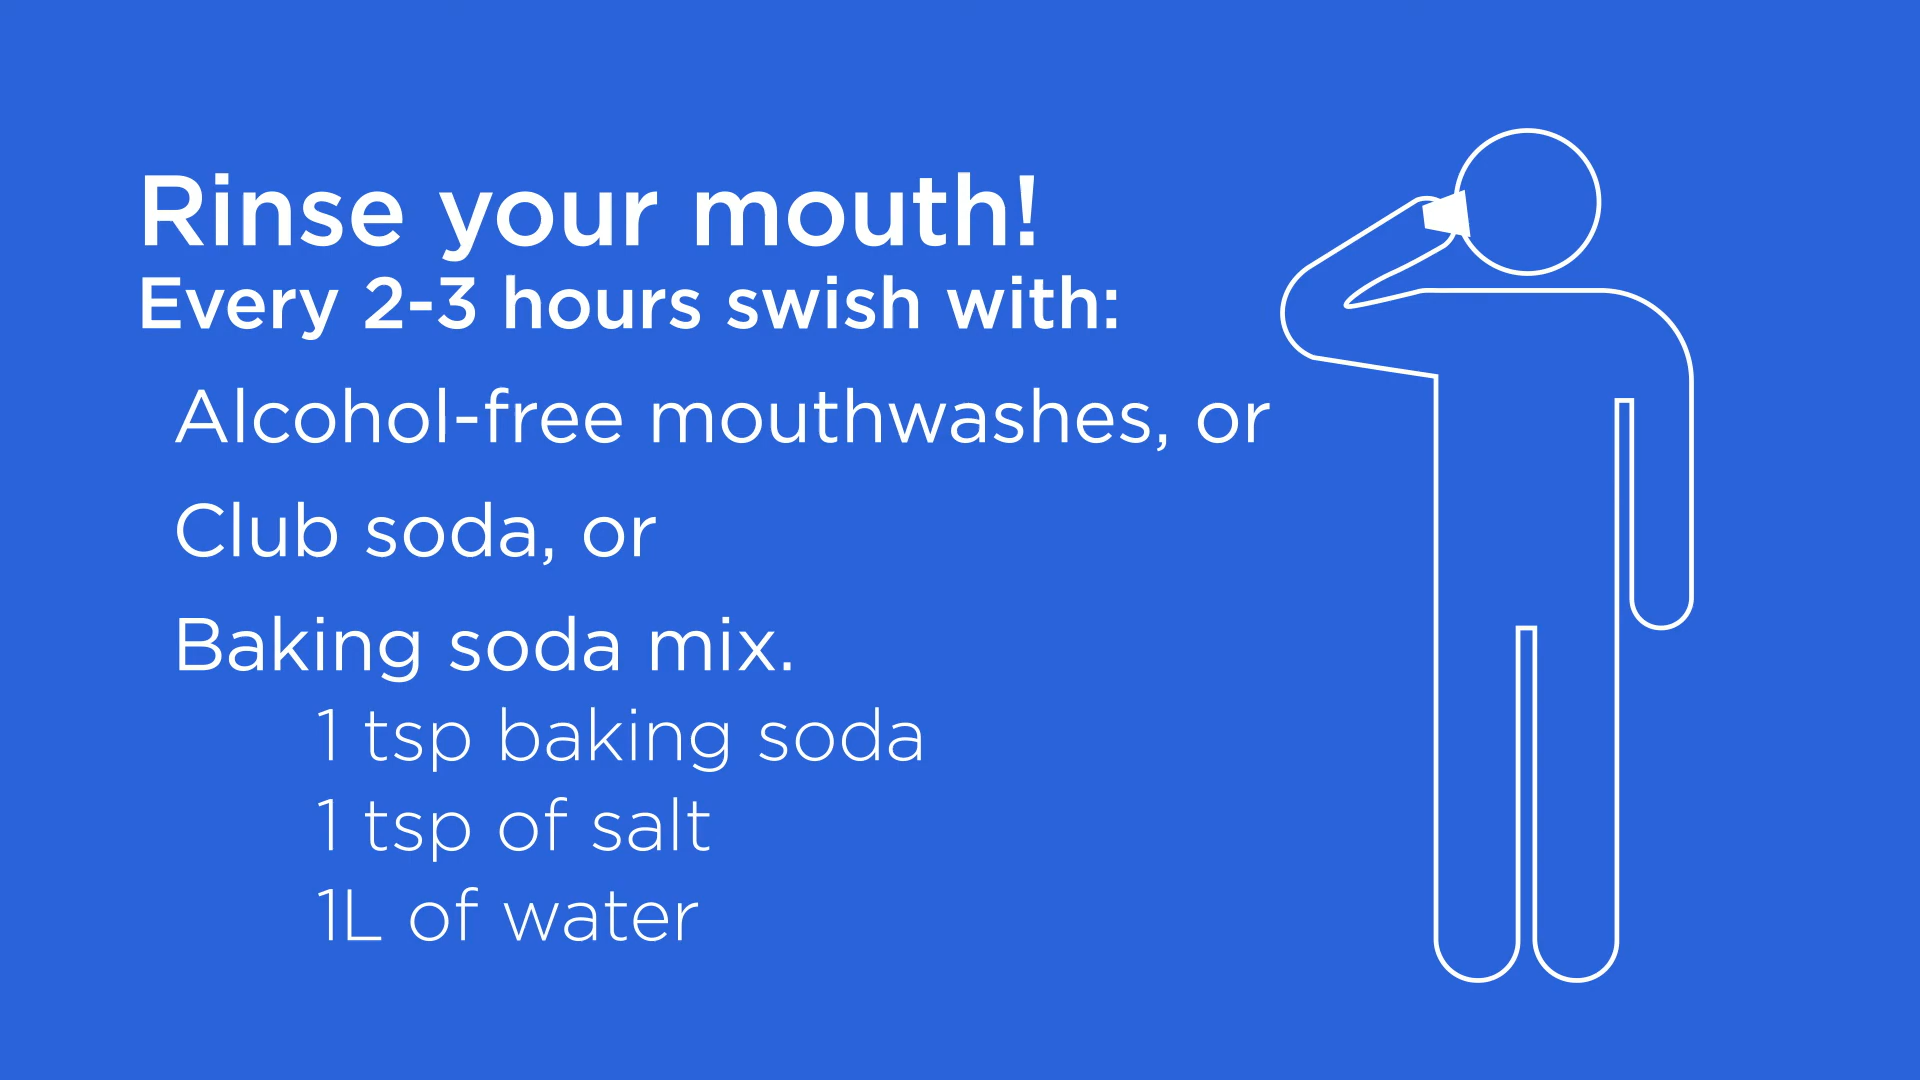 Rinse your mouth!
Every 2-3 hours swish with:
Alcohol-free mouthwashes, or
Club soda, or
Baking soda mix.
1 tsp baking soda
1 tsp of salt
1L of water